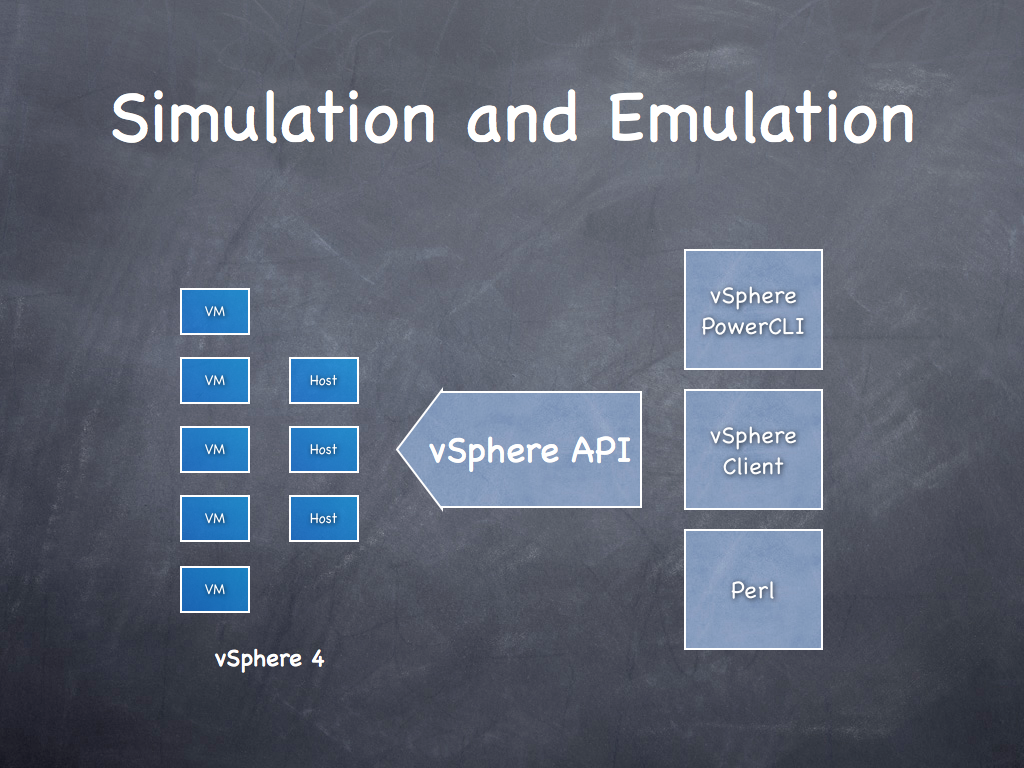 Simulation and Emulation
VM
VM
VM
VM
VM
Host
Host
Host
vSphere 4
vSphere API
vSphere
PowerCLI
vSphere
Client
Perl